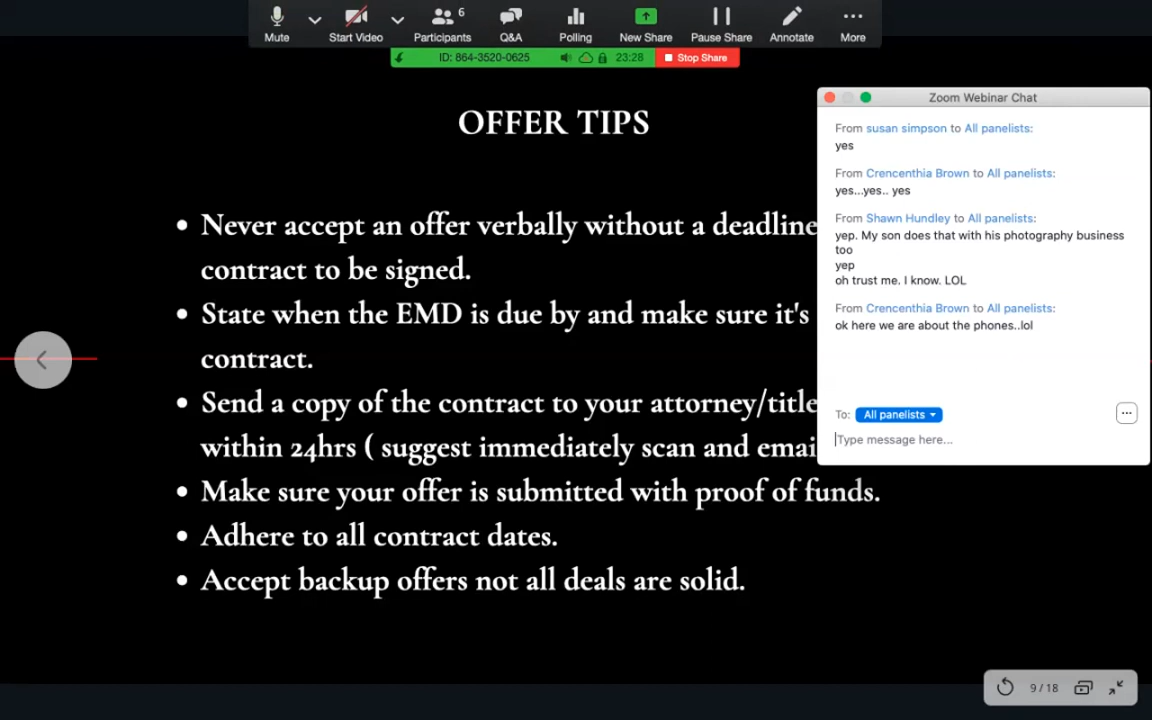 6
Mute
Start Video
Participants
Q&A
Polling
New Share
Pause Share
Annotate
More
ID: 864-3520-0625
23:28
Stop Share
Zoom Webinar Chat
OFFER TIPS
From susan simpson to All panelists:
yes
From Crencenthia Brown to All panelists:
yes...yes.. yes
From Shawn Hundley to All panelists:
yep. My son does that with his photography business
too
yep
oh trust me. I know. LOL
From Crencenthia Brown to All panelists:
ok here we are about the phones..lol
To: All panelists
Type message here...
• Never accept an offer verbally without a deadline
contract to be signed.
• State when the EMD is due by and make sure it's
contract.
• Send a copy of the contract to your attorney/title
within 24hrs ( suggest immediately scan and emai
• Make sure your offer is submitted with proof of funds.
• Adhere to all contract dates.
• Accept backup offers not all deals are solid.
9 / 18